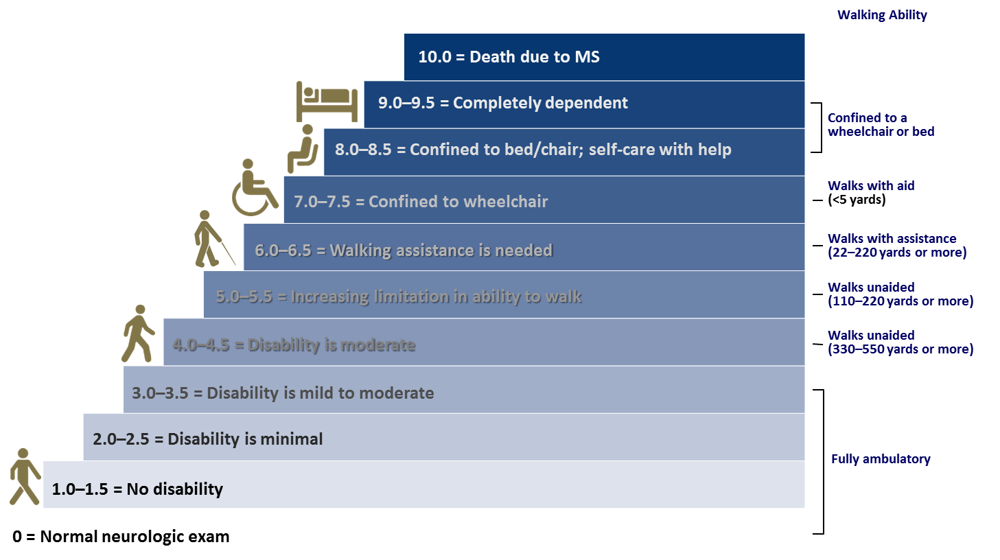 Walking Ability
10.0 = Death due to MS
9.0–9.5 = Completely dependent
Confined to a
wheelchair or bed
8.0–8.5 = Confined to bed/chair; self-care with help
7.0–7.5 = Confined to wheelchair
Walks with aid
(<5 yards)
6.0–6.5 = Walking assistance is needed
Walks with assistance
(22–220 yards or more)
5.0–5.5 = Increasing limitation in ability to walk
Walks unaided
(110–220 yards or more)
4.0–4.5 = Disability is moderate
Walks unaided
(330–550 yards or more)
3.0–3.5 = Disability is mild to moderate
2.0–2.5 = Disability is minimal
Fully ambulatory
1.0–1.5 = No disability
0 = Normal neurologic exam